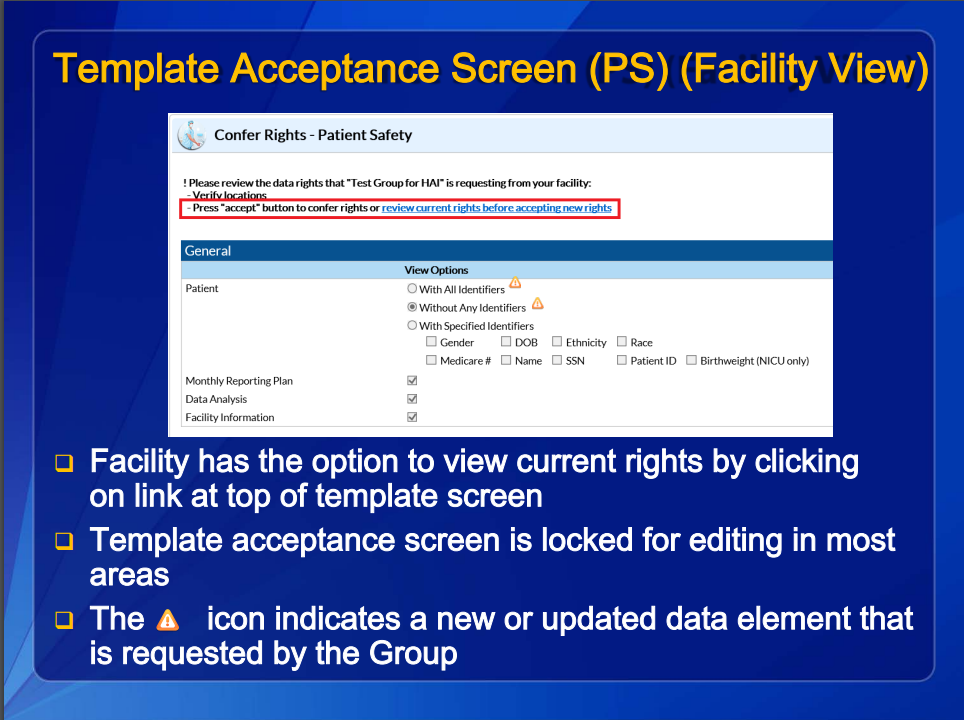 Template Acceptance Screen (PS) (Facility View)
Confer Rights - Patient Safety
! Please review the data rights that "Test Group for HAI" is requesting from your facility:
- Verify locations
- Press "accept" button to confer rights or review current rights before accepting new rights
General
View Options
Patient
With All Identifiers
Without Any Identifiers
With Specified Identifiers
Gender DOB Ethnicity Race
Medicare # Name SSN Patient ID Birthweight (NICU only)
Monthly Reporting Plan
Data Analysis
Facility Information
Facility has the option to view current rights by clicking
on link at top of template screen
Template acceptance screen is locked for editing in most
areas
The icon indicates a new or updated data element that
is requested by the Group